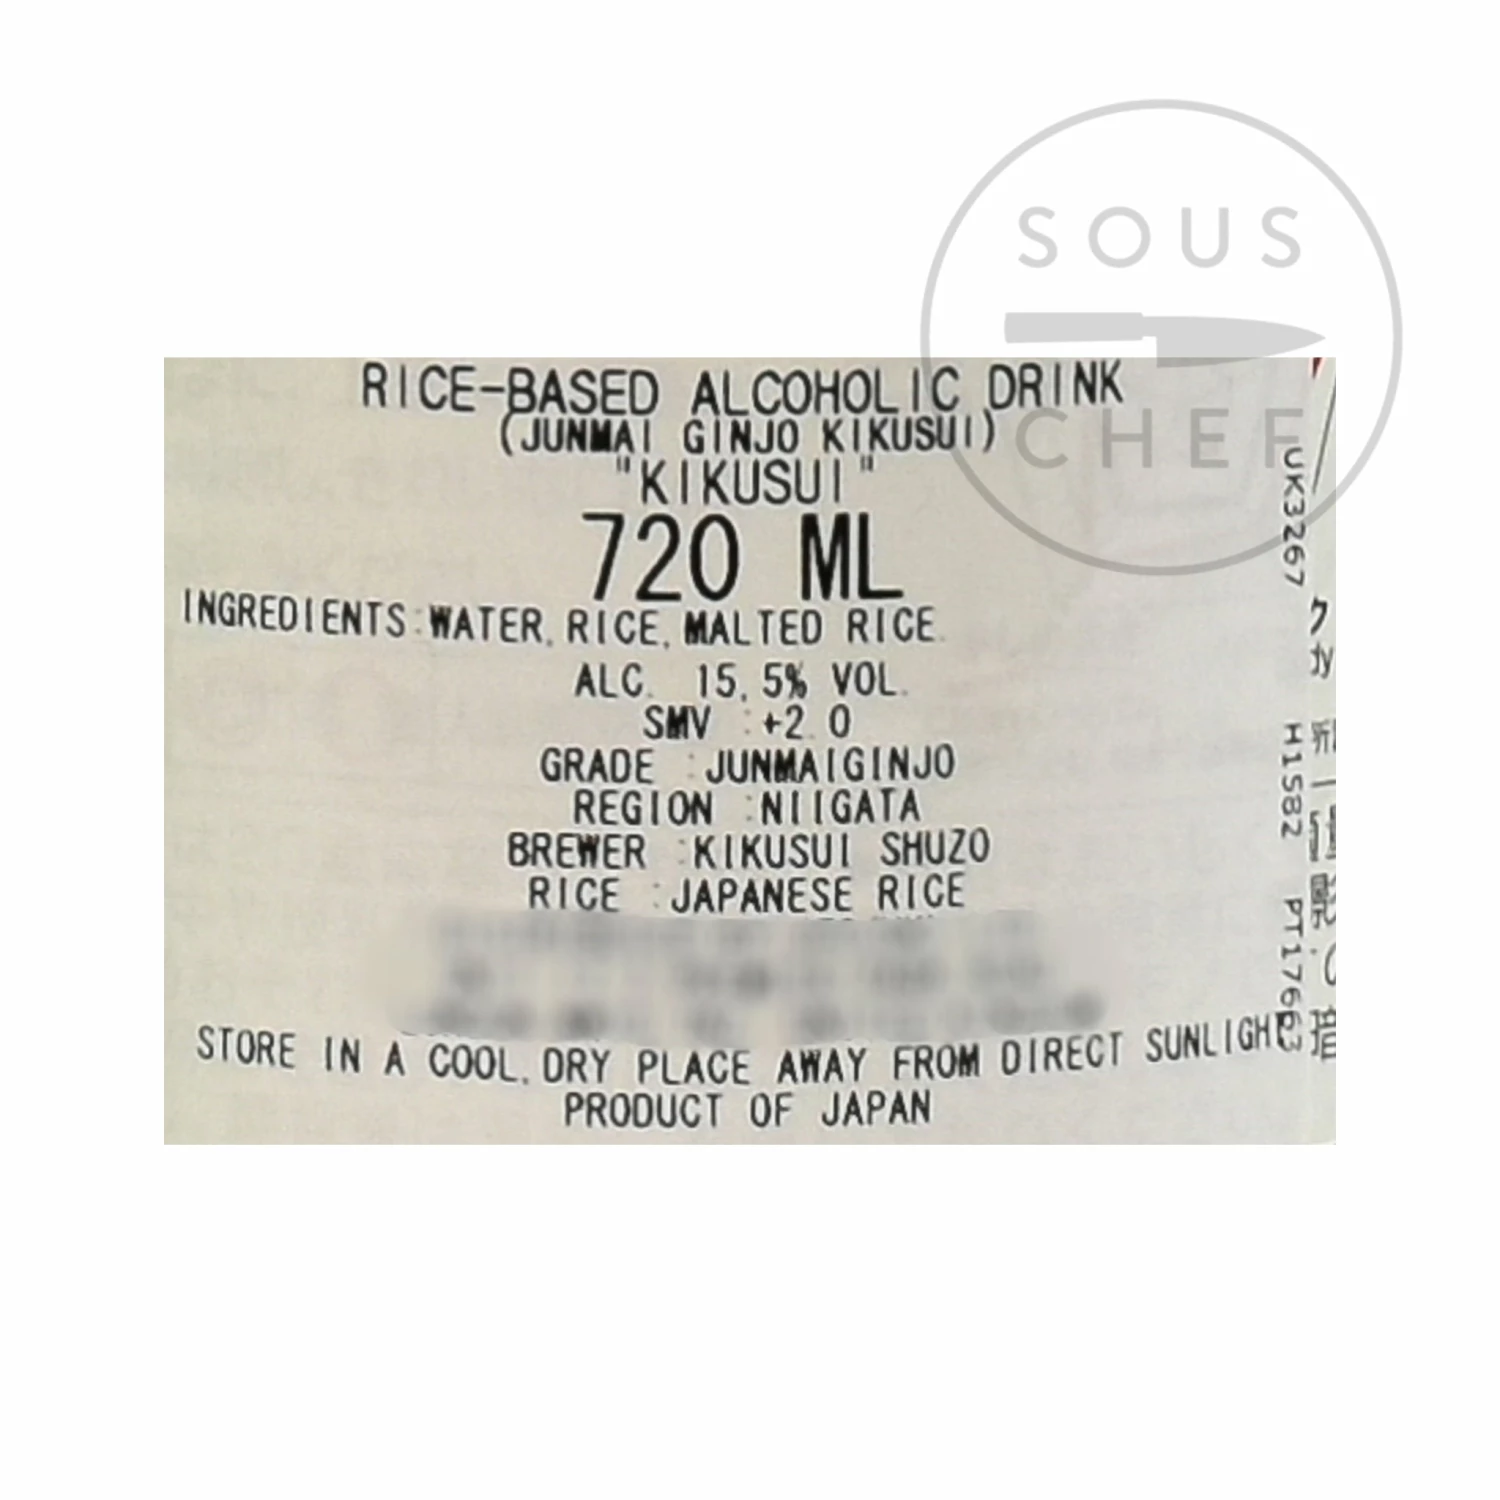 SOUS
CHEF
RICE-BASED ALCOHOLIC DRINK
(JUNMAI GINJO KIKUSUI)
"KIKUSUI"
720 ML
INGREDIENTS:WATER, RICE, MALTED RICE.
ALC. 15.5% VOL.
SMV :+2.0
GRADE :JUNMAIGINJO
REGION :NIIGATA
BREWER :KIKUSUI SHUZO
RICE :JAPANESE RICE
STORE IN A COOL, DRY PLACE AWAY FROM DIRECT SUNLIGHT
PRODUCT OF JAPAN
UK3267 H1582 PT17663